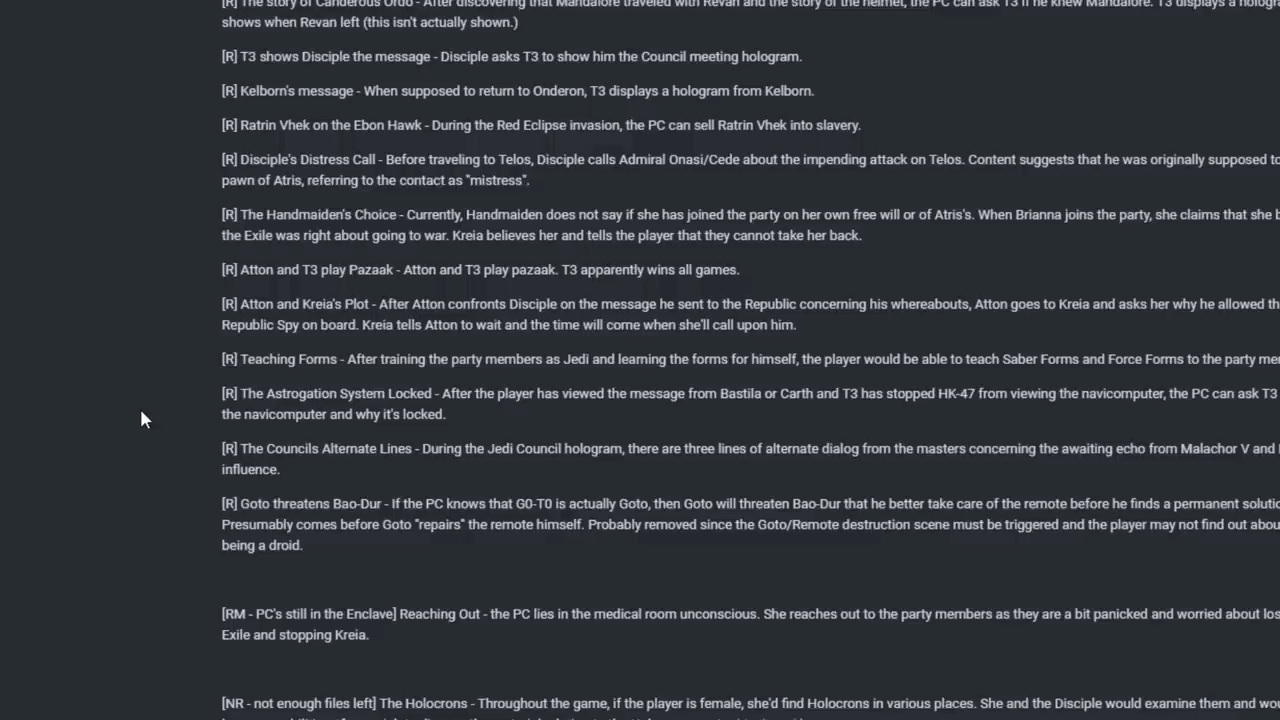 [R] The story of Canderous Ordo - After discovering that Mandalore traveled with Revan and the story of the helmet, the PC can ask T3 if he knew Mandalore. T3 displays a
shows when Revan left (this isn't actually shown.)
[R] T3 shows Disciple the message - Disciple asks T3 to show him the Council meeting hologram.
[R] Kelborn's message - When supposed to return to Onderon, T3 displays a hologram from Kelborn.
[R] Ratrin Vhek on the Ebon Hawk - During the Red Eclipse invasion, the PC can sell Ratrin Vhek into slavery.
[R] Disciple's Distress Call - Before traveling to Telos, Disciple calls Admiral Onasi/Cede about the impending attack on Telos. Content suggests that he was originally supposed to
pawn of Atris, referring to the contact as "mistress".
[R] The Handmaiden's Choice - Currently, Handmaiden does not say if she has joined the party on her own free will or of Atris's. When Brianna joins the party, she claims that she
the Exile was right about going to war. Kreia believes her and tells the player that they cannot take her back.
[R] Atton and T3 play Pazaak - Atton and T3 play pazaak. T3 apparently wins all games.
[R] Atton and Kreia's Plot - After Atton confronts Disciple on the message he sent to the Republic concerning his whereabouts, Atton goes to Kreia and asks her why he allowed
Republic Spy on board. Kreia tells Atton to wait and the time will come when she'll call upon him.
[R] Teaching Forms - After training the party members as Jedi and learning the forms for himself, the player would be able to teach Saber Forms and Force Forms to the party
[R] The Astrogation System Locked - After the player has viewed the message from Bastila or Carth and T3 has stopped HK-47 from viewing the navicomputer, the PC can ask T3
the navicomputer and why it's locked.
[R] The Councils Alternate Lines - During the Jedi Council hologram, there are three lines of alternate dialog from the masters concerning the awaiting echo from Malachor V and
influence.
[R] Goto threatens Bao-Dur - If the PC knows that G0-T0 is actually Goto, then Goto will threaten Bao-Dur that he better take care of the remote before he finds a permanent
Presumably comes before Goto "repairs" the remote himself. Probably removed since the Goto/Remote destruction scene must be triggered and the player may not find out
being a droid.
[RM - PC's still in the Enclave] Reaching Out - the PC lies in the medical room unconscious. She reaches out to the party members as they are a bit panicked and worried about
Exile and stopping Kreia.
[NR - not enough files left] The Holocrons - Throughout the game, if the player is female, she'd find Holocrons in various places. She and the Disciple would examine them and